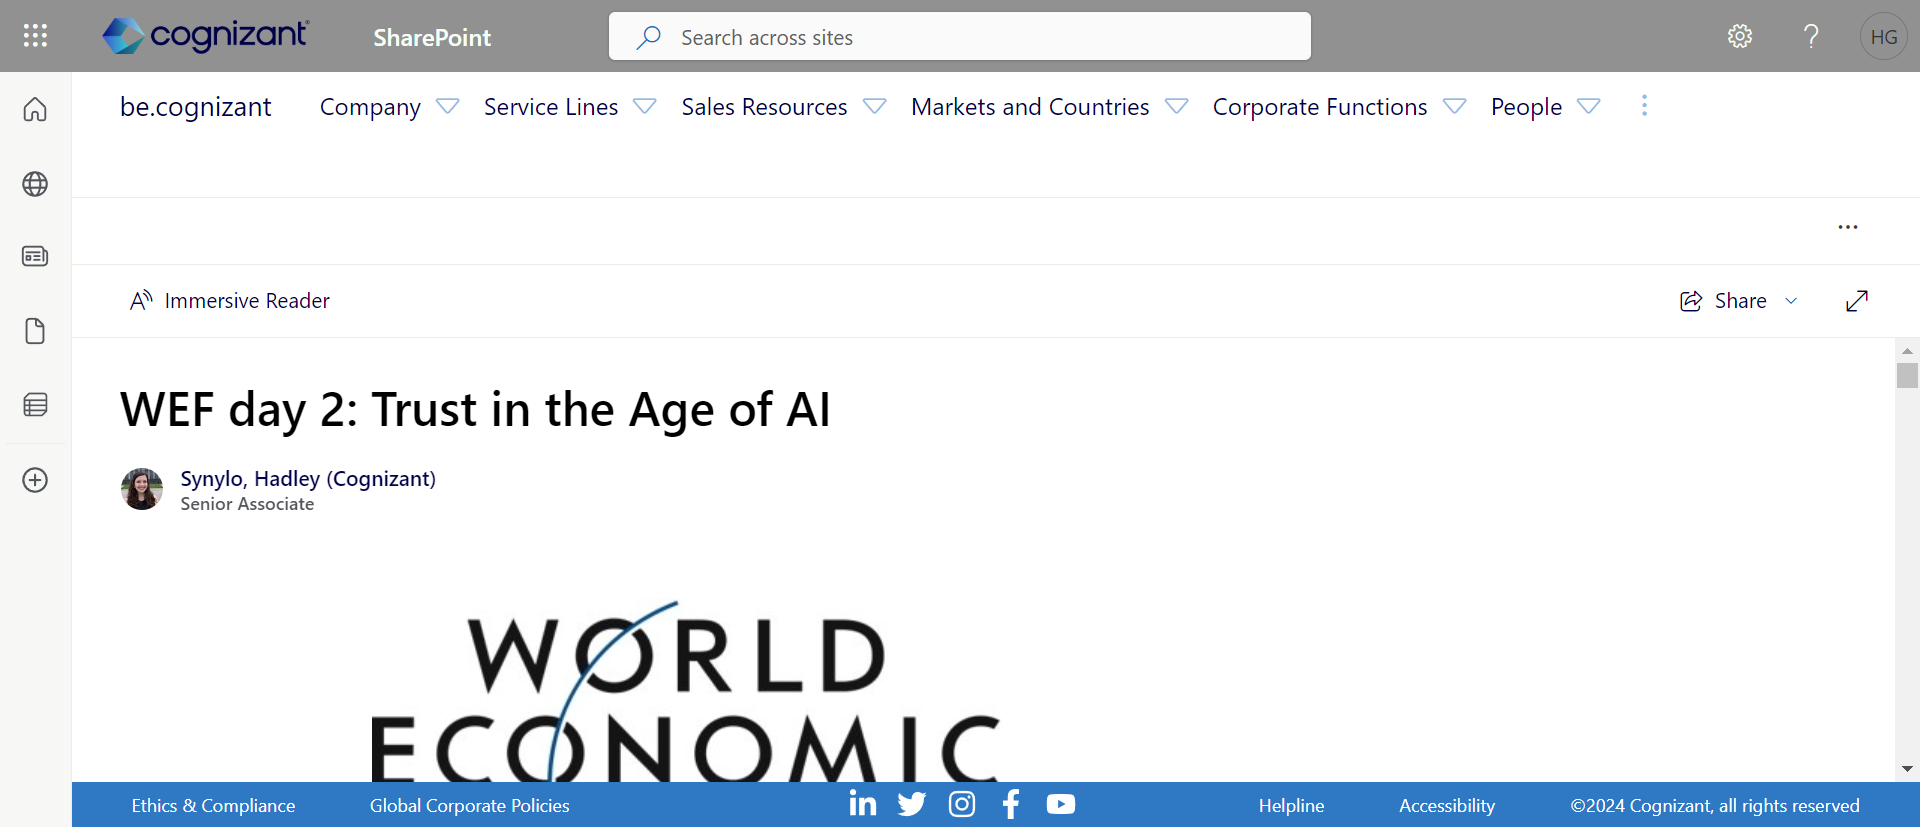 cognizant
SharePoint
Search across sites
HG
be.cognizant
Company
Service Lines
Sales Resources
Markets and Countries
Corporate Functions
People
Immersive Reader
Share
WEF day 2: Trust in the Age of AI
Synylo, Hadley (Cognizant)
Senior Associate
WORLD
ECONOMIC
Ethics & Compliance
Global Corporate Policies
Helpline
Accessibility
©2024 Cognizant, all rights reserved